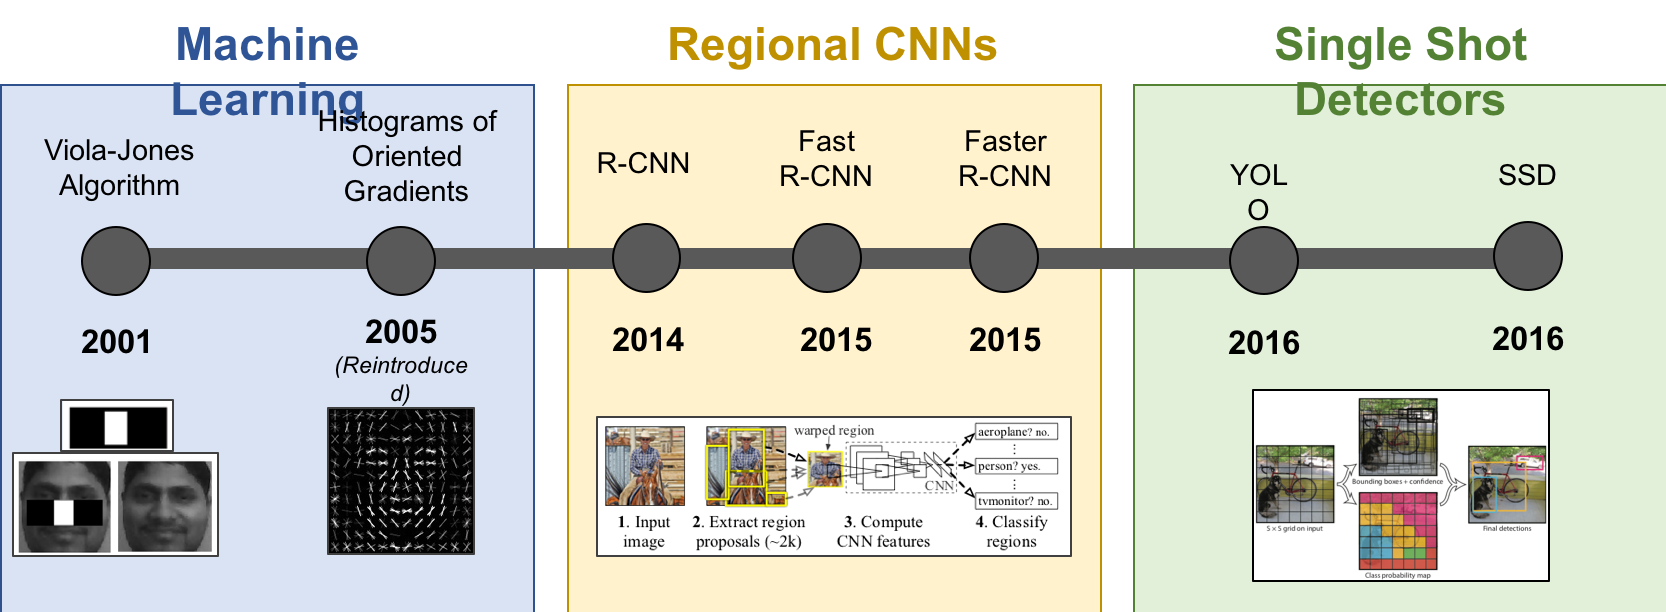 Machine
Learning
Viola-Jones
Algorithm
Histograms of
Oriented
Gradients
2001
2005
(Reintroduce
d)
Regional CNNs
R-CNN
Fast
R-CNN
Faster
R-CNN
2014
2015
2015
warped region
aeroplane? no.
⋮
person? yes.
⋮
tvmonitor? no.
CNN
1. Input
image
2. Extract region
proposals (~2k)
3. Compute
CNN features
4. Classify
regions
Single Shot
Detectors
YOL
O
SSD
2016
2016
Bounding boxes + confidence
S × S grid on input
Final detections
Class probability map